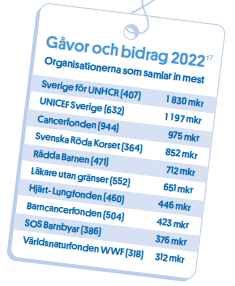 Gåvor och bidrag 2022¹⁷
Organisationerna som samlar in mest
Sverige för UNHCR (407) 1 830 mkr
UNICEF Sverige (632) 1 197 mkr
Cancerfonden (944) 975 mkr
Svenska Röda Korset (364) 852 mkr
Rädda Barnen (471) 712 mkr
Läkare utan gränser (552) 651 mkr
Hjärt- Lungfonden (460) 446 mkr
Barncancerfonden (504) 423 mkr
SOS Barnbyar (386) 376 mkr
Världsnaturfonden WWF (318) 312 mkr